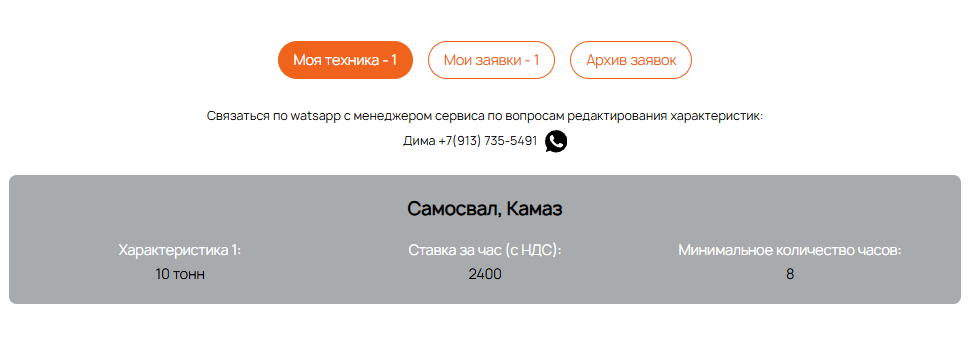 Моя техника - 1
Мои заявки - 1
Архив заявок
Связаться по watsapp с менеджером сервиса по вопросам редактирования характеристик:
Дима +7(913) 735-5491
Самосвал, Камаз
Характеристика 1:
10 тонн
Ставка за час (с НДС):
2400
Минимальное количество часов:
8